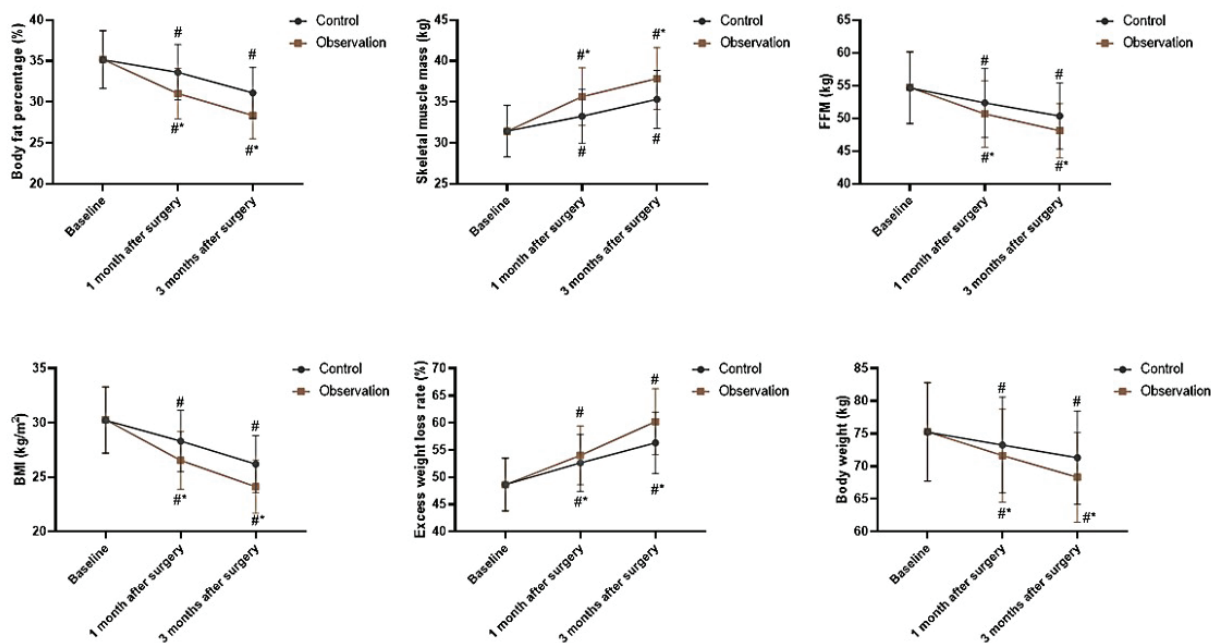 Body fat percentage (%)
40
35
30
25
20
#
#
#*
#*
Control
Observation
Baseline
1 month after surgery
3 months after surgery
Skeletal muscle mass (kg)
45
40
35
30
25
#*
#*
#
#
Control
Observation
Baseline
1 month after surgery
3 months after surgery
FFM (kg)
65
60
55
50
45
40
#
#
#*
#*
Control
Observation
Baseline
1 month after surgery
3 months after surgery
BMI (kg/m²)
35
30
25
20
#
#
#*
#*
Control
Observation
Baseline
1 month after surgery
3 months after surgery
Excess weight loss rate (%)
70
65
60
55
50
45
40
#
#
#*
#*
Control
Observation
Baseline
1 month after surgery
3 months after surgery
Body weight (kg)
85
80
75
70
65
60
#
#
#*
#*
Control
Observation
Baseline
1 month after surgery
3 months after surgery